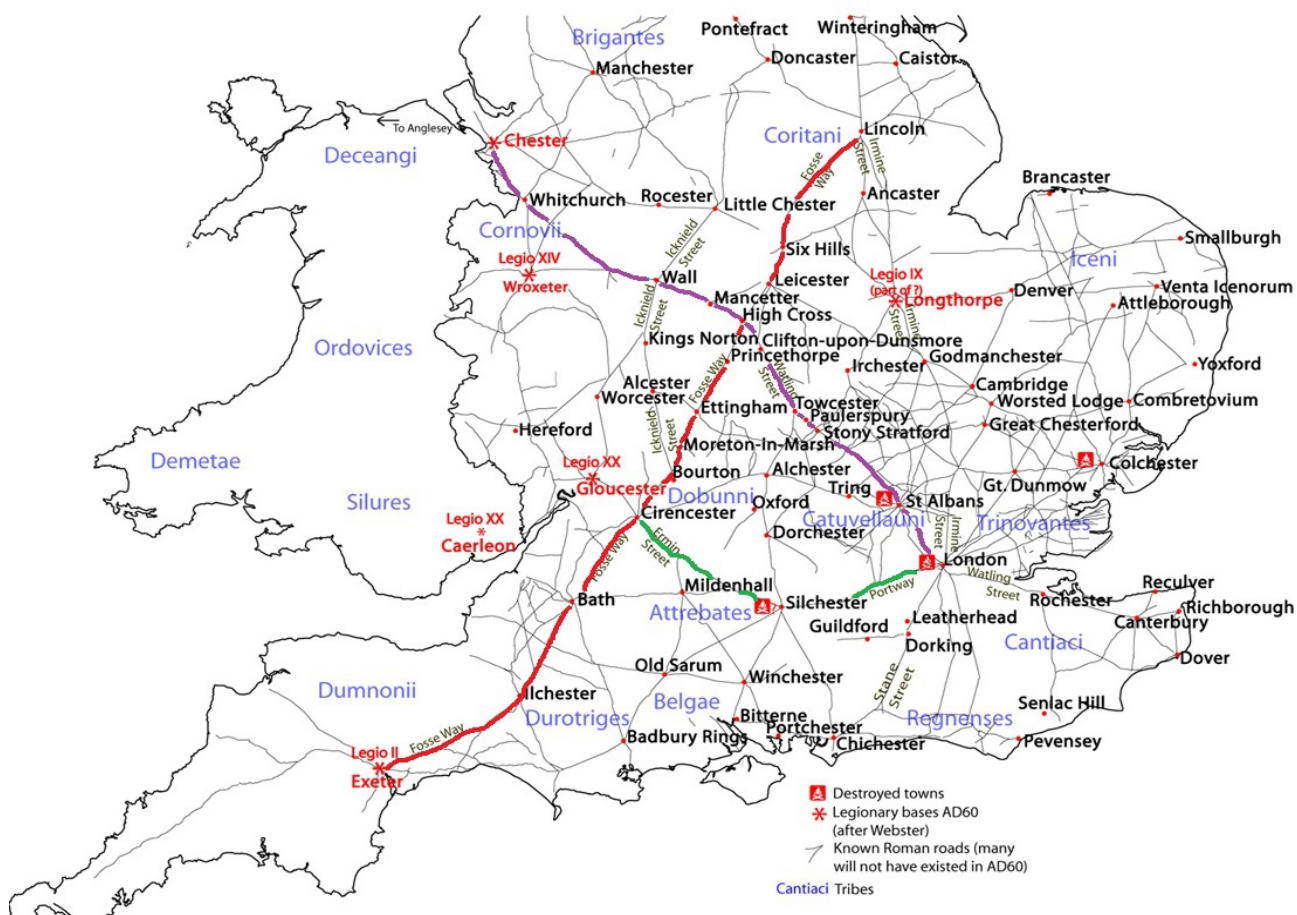 Pontefract
Winteringham
Brigantes
Doncaster
Caistor
Manchester
To Anglesey
Chester
Coritani
Lincoln
Deceangi
Fosse
Way
Irmine
Street
Brancaster
Whitchurch
Rocester
Little Chester
Ancaster
Cornovii
Icknield
Street
Six Hills
Smallburgh
Iceni
Legio XIV
Wroxeter
Wall
Leicester
Legio IX
(part of ?)
Longthorpe
Denver
Venta Icenorum
Attleborough
Mancetter
High Cross
Icknield
Street
Irmine
Street
Ordovices
Kings Norton
Clifton-upon-Dunsmore
Princethorpe
Godmanchester
Yoxford
Irchester
Watling
Street
Fosse Way
Alcester
Worcester
Cambridge
Worsted Lodge
Combretovium
Ettingham
Towcester
Paulerspury
Stony Stratford
Great Chesterford
Hereford
Icknield
Street
Moreton-in-Marsh
Demetae
Legio XX
Gloucester
Bourton
Dobunni
Alchester
Colchester
Gt. Dunmow
Tring
St Albans
Silures
Oxford
Catuvellauni
Trinovantes
Cirencester
Legio XX
Caerleon
Dorchester
Irmine
Street
Ermin
Street
Fosse Way
London
Watling
Street
Mildenhall
Portway
Reculver
Bath
Attrebates
Silchester
Rochester
Richborough
Canterbury
Guildford
Leatherhead
Dorking
Cantiaci
Dover
Old Sarum
Winchester
Stane
Street
Dumnonii
Ilchester
Durotriges
Belgae
Senlac Hill
Regnenses
Bitterne
Portchester
Chichester
Pevensey
Badbury Rings
Fosse Way
Legio II
Exeter
Destroyed towns
Legionary bases AD60
(after Webster)
Known Roman roads (many
will not have existed in AD60)
Cantiaci Tribes